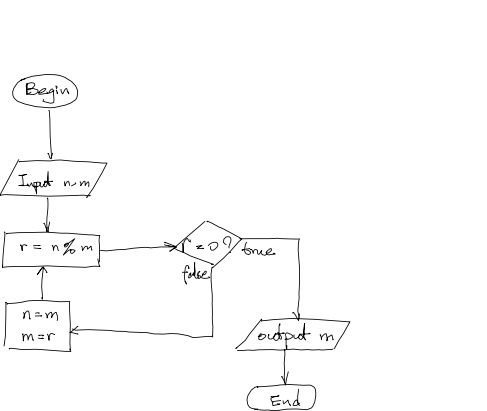 Begin
Input n,m
r = n % m
r = 0?
true
false
n=m
m=r
output m
End